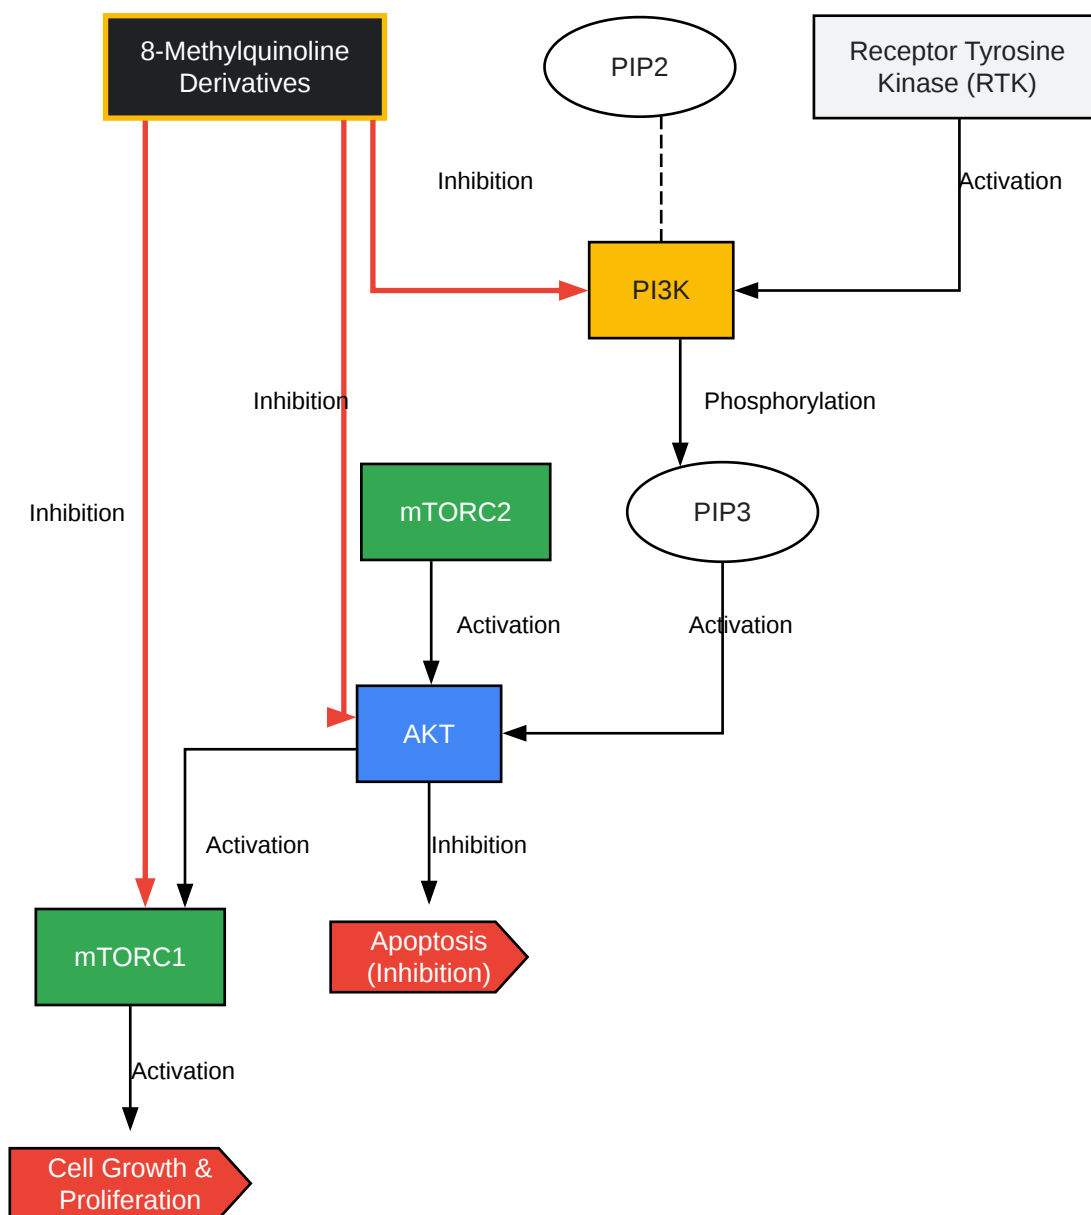 8-Methylquinoline
Derivatives
PIP2
Receptor Tyrosine
Kinase (RTK)
Inhibition
Activation
PI3K
Inhibition
Phosphorylation
Inhibition
mTORC2
PIP3
Activation
Activation
AKT
Activation
Inhibition
mTORC1
Apoptosis
(Inhibition)
Activation
Cell Growth &
Proliferation